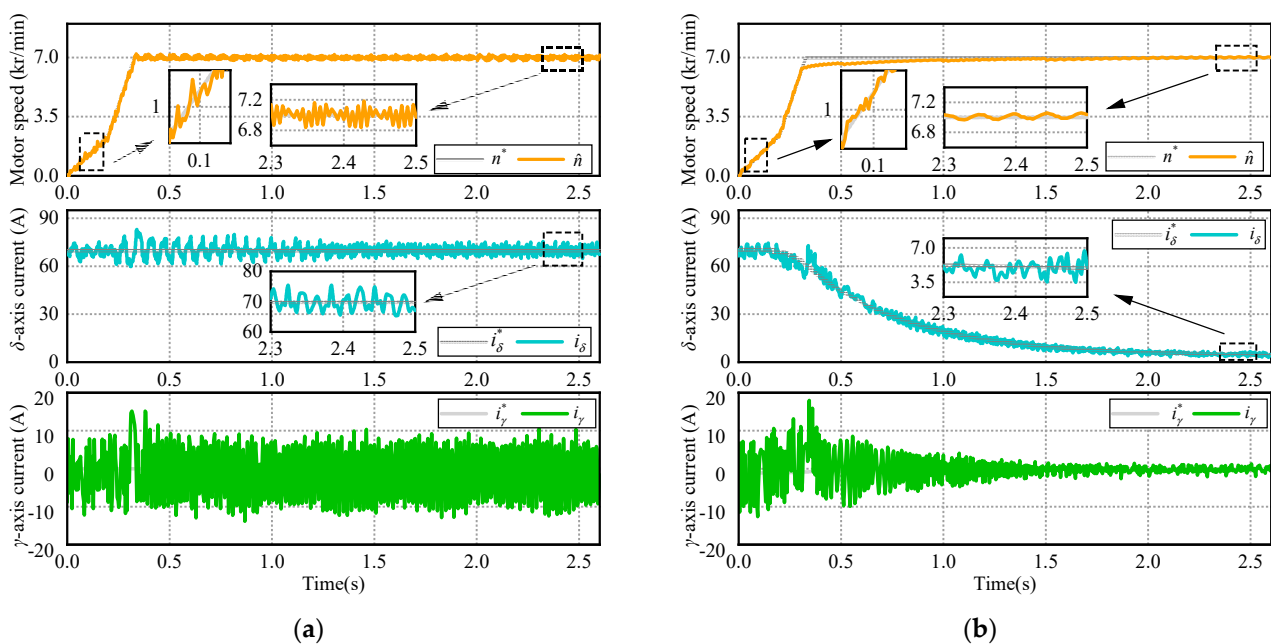 Motor speed (kr/min)
7.0
3.5
0.0
1
0.1
7.2
6.8
2.3 2.4 2.5
n* n̂
0.0 0.5 1.0 1.5 2.0 2.5
δ-axis current (A)
90
60
30
0
80
70
60
2.3 2.4 2.5
i*δ iδ
0.0 0.5 1.0 1.5 2.0 2.5
γ-axis current (A)
20
10
0
-10
-20
i*γ iγ
0.0 0.5 1.0 1.5 2.0 2.5
Time(s)
(a)
Motor speed (kr/min)
7.0
3.5
0.0
1
0.1
7.2
6.8
2.3 2.4 2.5
n* n̂
0.0 0.5 1.0 1.5 2.0 2.5
δ-axis current (A)
90
60
30
0
i*δ iδ
7.0
3.5
2.3 2.4 2.5
0.0 0.5 1.0 1.5 2.0 2.5
γ-axis current (A)
20
10
0
-10
-20
i*γ iγ
0.0 0.5 1.0 1.5 2.0 2.5
Time(s)
(b)